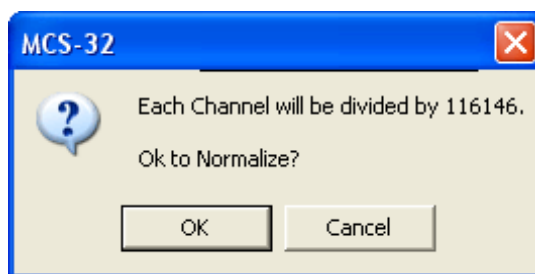 MCS-32
Each Channel will be divided by 116146.
Ok to Normalize?
OK
Cancel